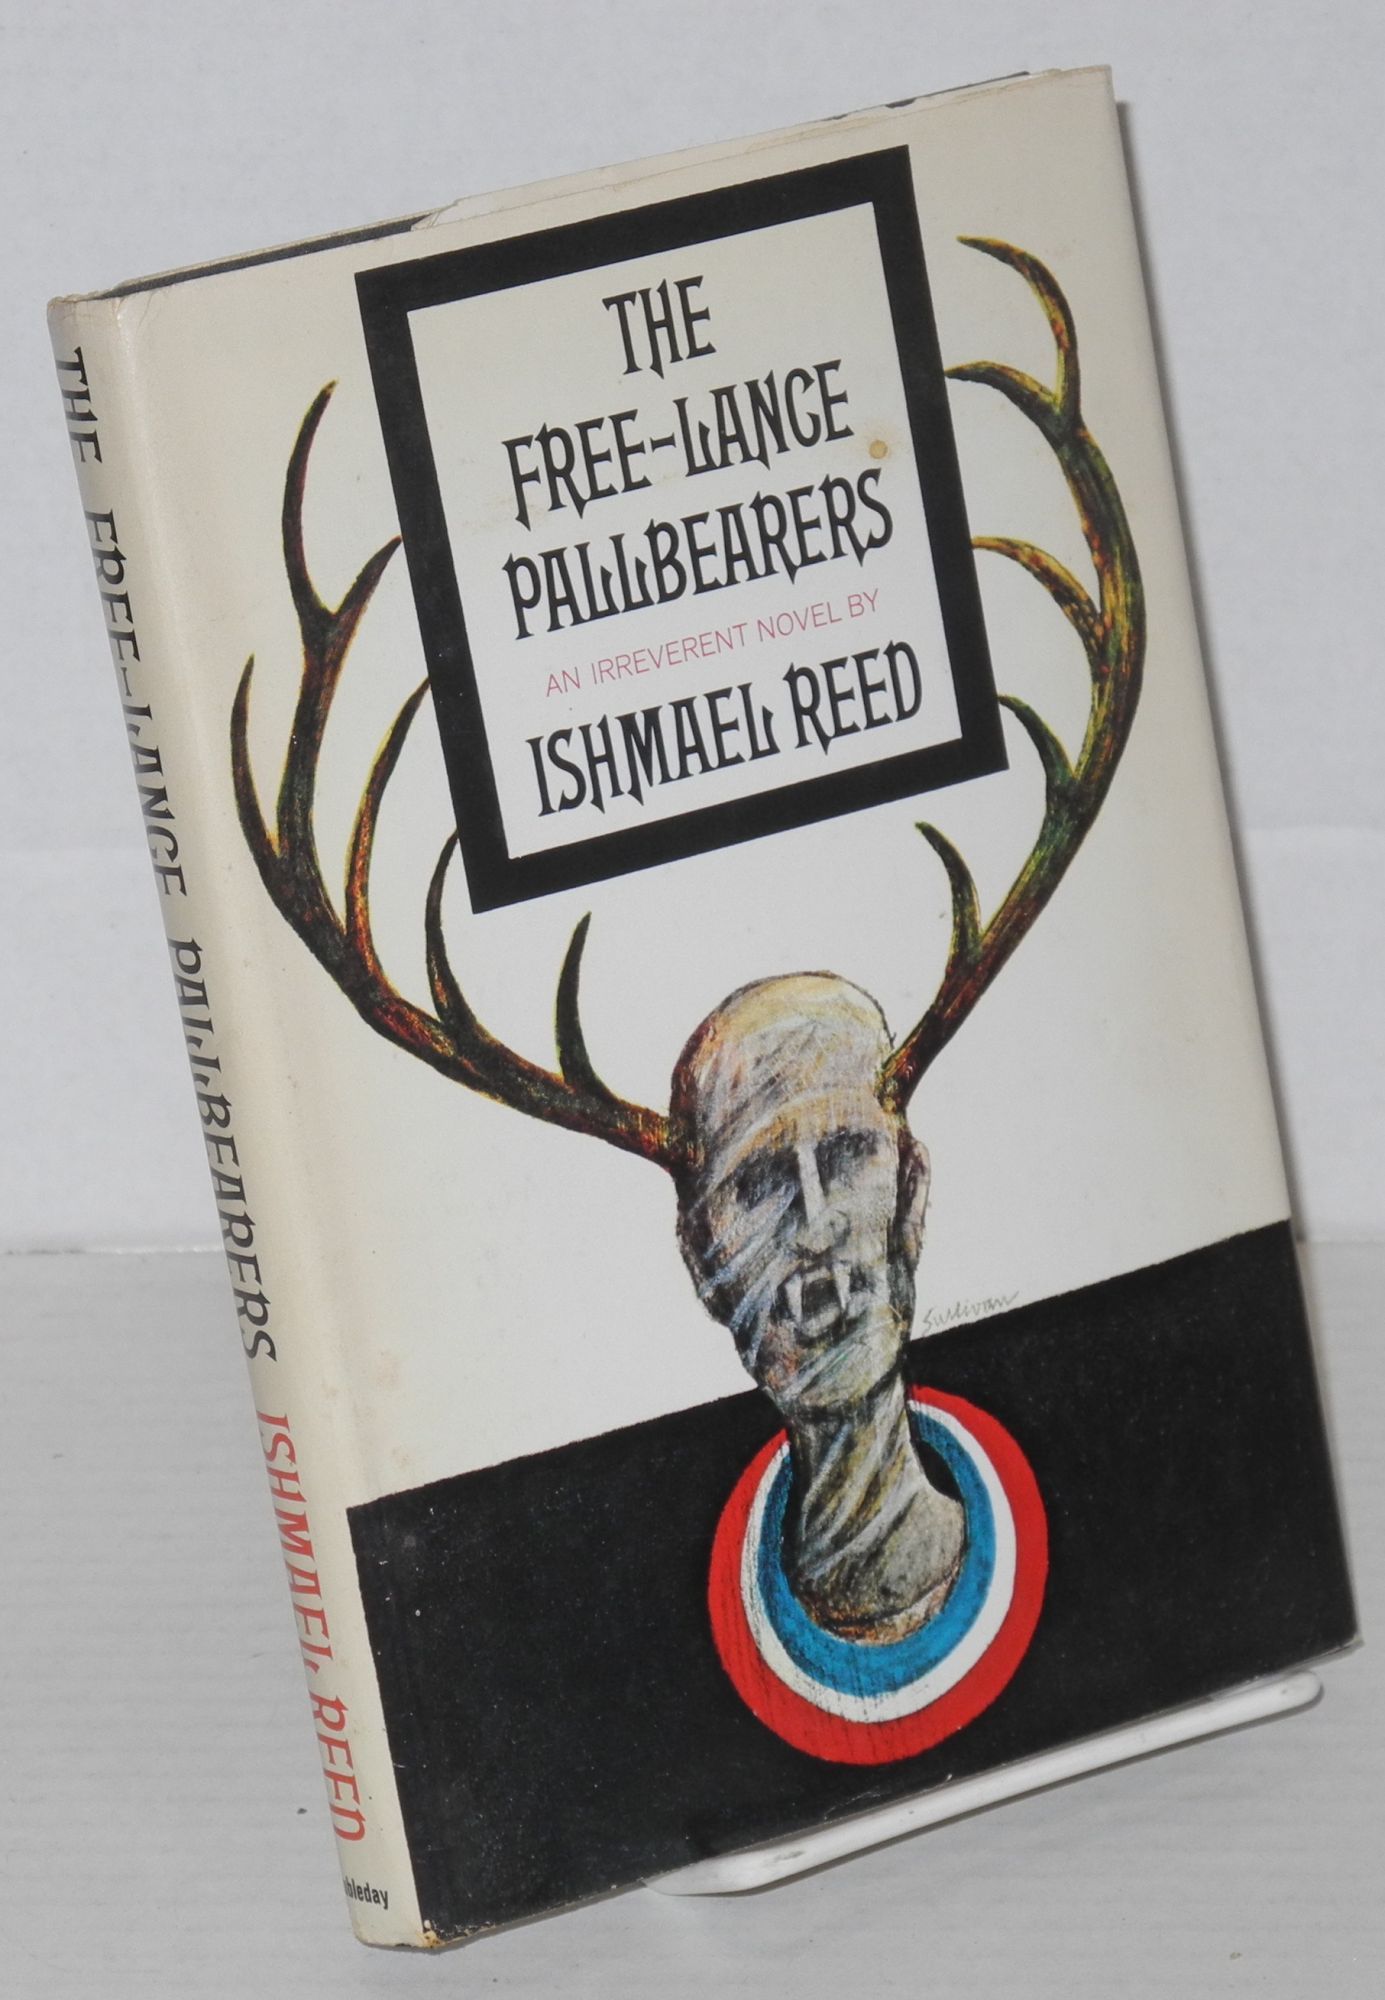 THE
FREE-LANCE
PALLBEARERS
AN IRREVERENT NOVEL BY
ISHMAEL REED
Sullivan
THE FREE-LANCE PALLBEARERS ISHMAEL REED